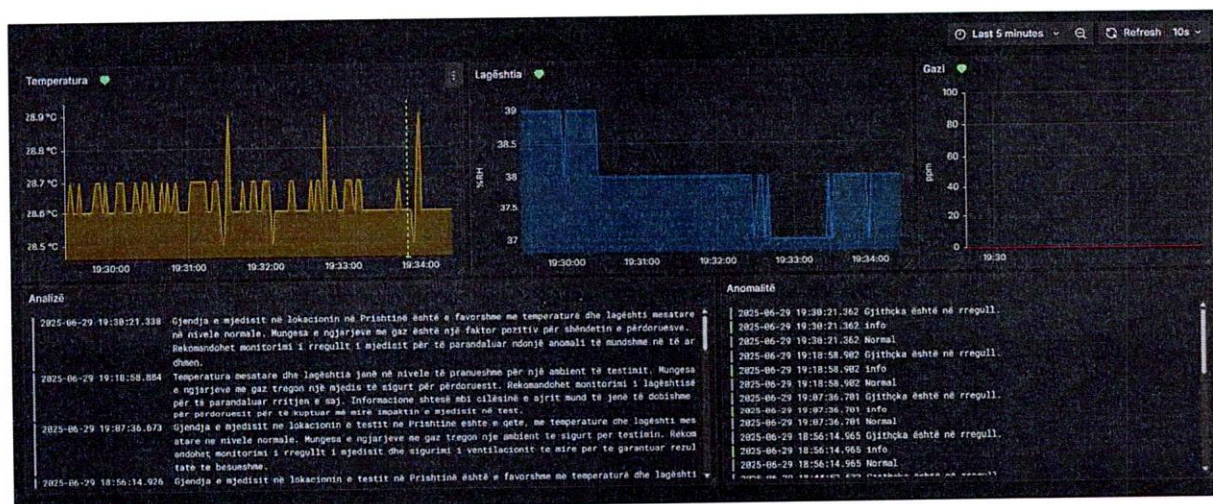 Last 5 minutes
Refresh 10s
Temperatura
28.9 °C
28.8 °C
28.7 °C
28.6 °C
28.5 °C
19:30:00 19:31:00 19:32:00 19:33:00 19:34:00
Lagështia
%RH
39
38.5
38
37.5
37
19:30:00 19:31:00 19:32:00 19:33:00 19:34:00
Gazi
ppm
100
80
60
40
20
0
19:30
Analizë
2025-06-29 19:30:21.338 Gjendja e mjedisit në lokacionin në Prishtinë është e favorshme me temperaturë dhe lagështi mesatare
në nivele normale. Mungesa e ngjarjeve me gaz është një faktor pozitiv për shëndetin e përdoruesve.
Rekomandohet monitorimi i rregullt i mjedisit për të parandaluar ndonjë anomali të mundshme në të ar
dhmen.
2025-06-29 19:18:58.884 Temperatura mesatare dhe lagështia janë në nivele të pranueshme për një ambient të testimit. Mungesa
e ngjarjeve me gaz tregon një mjedis të sigurt për përdoruesit. Rekomandohet monitorimi i lagështisë
për të parandaluar rritjen e saj. Informacione shtesë mbi cilësinë e ajrit mund të jenë të dobishme
për përdoruesit për të kuptuar më mirë impaktin e mjedisit në test.
2025-06-29 19:07:36.673 Gjendja e mjedisit në lokacionin e testit në Prishtinë eshte e qete, me temperaturë dhe lagështi mes
atare ne nivele normale. Mungesa e ngjarjeve me gaz tregon nje ambient te sigurt per testimin. Rekom
andohet monitorimi i rregullt i mjedisit dhe sigurimi i ventilacionit te mire për te garantuar rezul
tate te besueshme.
2025-06-29 18:56:14.926 Gjendja e mjedisit në lokacionin e testit në Prishtinë është e favorshme me temperaturë dhe lagështi
Anomalitë
2025-06-29 19:30:21.362 Gjithçka është në rregull.
2025-06-29 19:30:21.362 info
2025-06-29 19:30:21.362 Normal
2025-06-29 19:18:58.902 Gjithçka është në rregull.
2025-06-29 19:18:58.902 info
2025-06-29 19:18:58.902 Normal
2025-06-29 19:07:36.701 Gjithçka është në rregull.
2025-06-29 19:07:36.701 info
2025-06-29 19:07:36.701 Normal
2025-06-29 18:56:14.965 Gjithçka është në rregull.
2025-06-29 18:56:14.965 info
2025-06-29 18:56:14.965 Normal